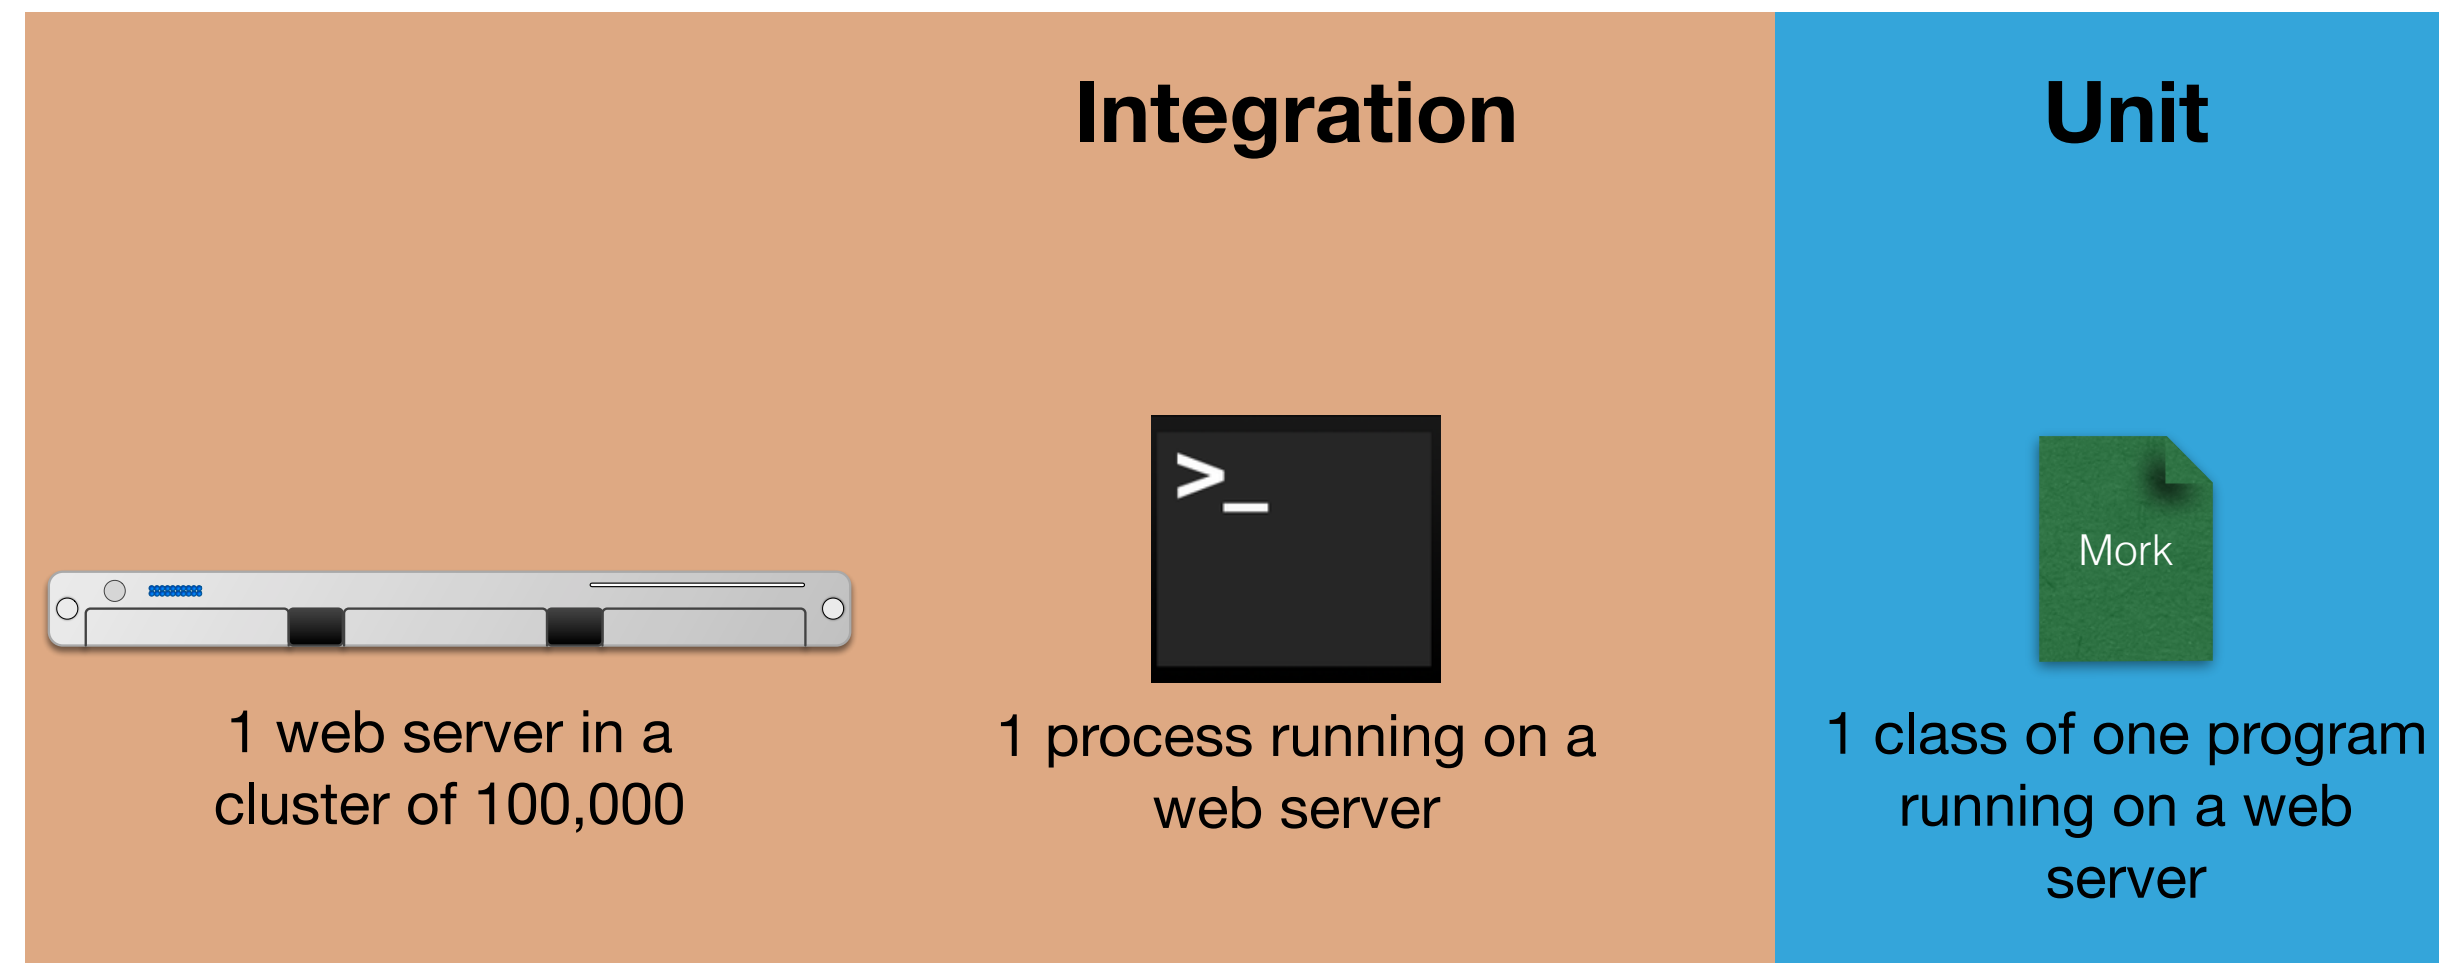 Integration
Unit
>_
Mork
1 web server in a
cluster of 100,000
1 process running on a
web server
1 class of one program
running on a web
server